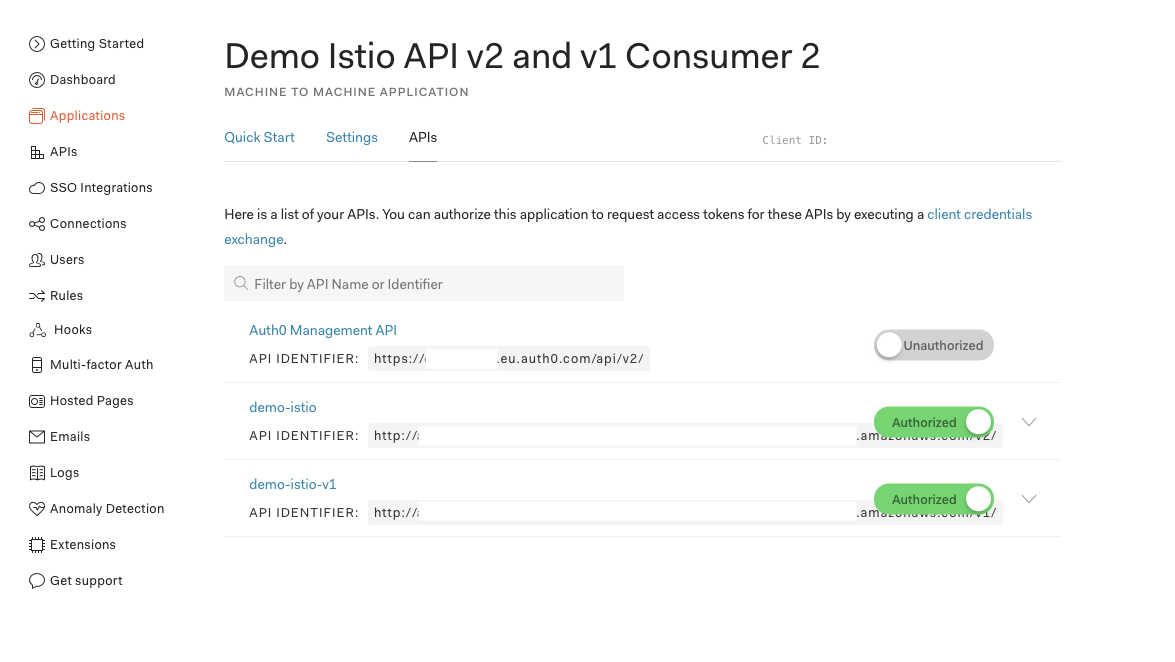 Getting Started
Dashboard
Applications
APIs
SSO Integrations
Connections
Users
Rules
Hooks
Multi-factor Auth
Hosted Pages
Emails
Logs
Anomaly Detection
Extensions
Get support
Demo Istio API v2 and v1 Consumer 2
MACHINE TO MACHINE APPLICATION
Quick Start Settings APIs Client ID:
Here is a list of your APIs. You can authorize this application to request access tokens for these APIs by executing a client credentials
exchange.
Filter by API Name or Identifier
Auth0 Management API
API IDENTIFIER: https:// .eu.auth0.com/api/v2/ Unauthorized
demo-istio
API IDENTIFIER: http:// .amazonaws.com/v2/ Authorized
demo-istio-v1
API IDENTIFIER: http:// .amazonaws.com/v1/ Authorized